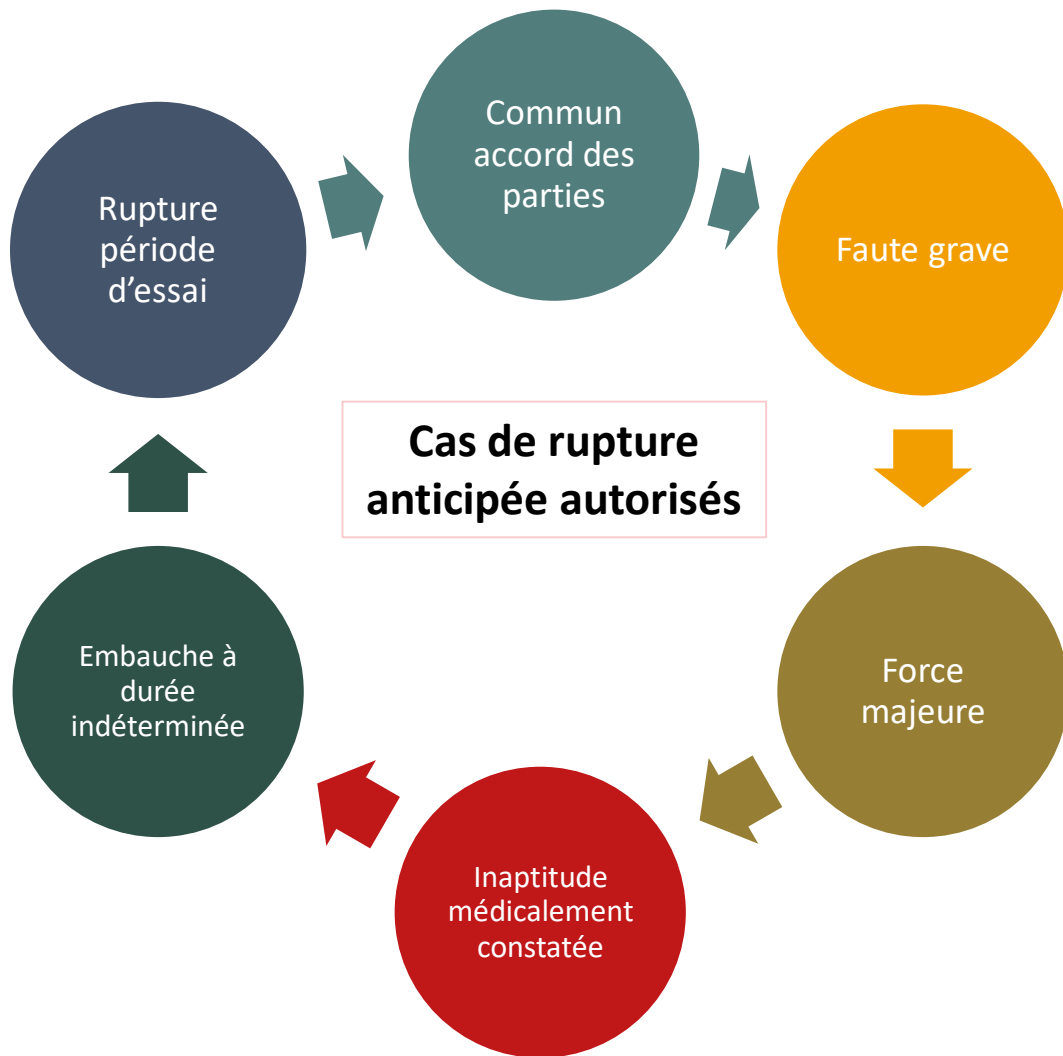 Commun
accord des
parties
Rupture
période
d’essai
Faute grave
Cas de rupture
anticipée autorisés
Embauche à
durée
indéterminée
Force
majeure
Inaptitude
médicalement
constatée